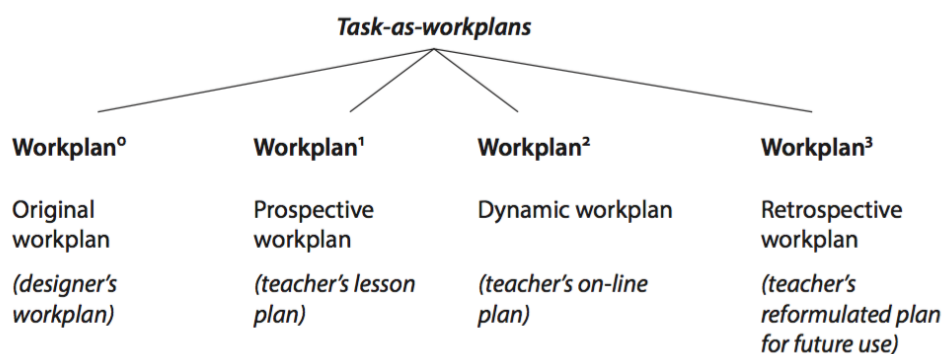 Task-as-workplans
Workplan⁰
Original
workplan
(designer’s
workplan)
Workplan¹
Prospective
workplan
(teacher’s lesson
plan)
Workplan²
Dynamic workplan
(teacher’s on-line
plan)
Workplan³
Retrospective
workplan
(teacher’s
reformulated plan
for future use)